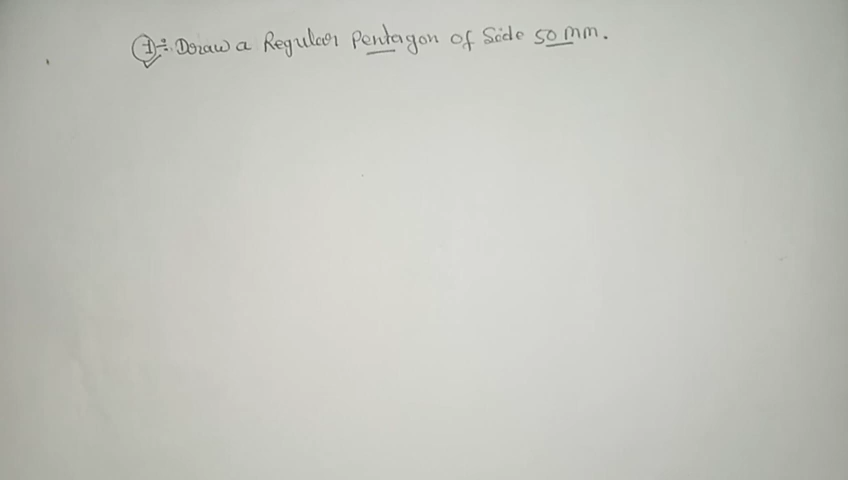 ①÷ Draw a Regular Pentagon of Side 50 mm.